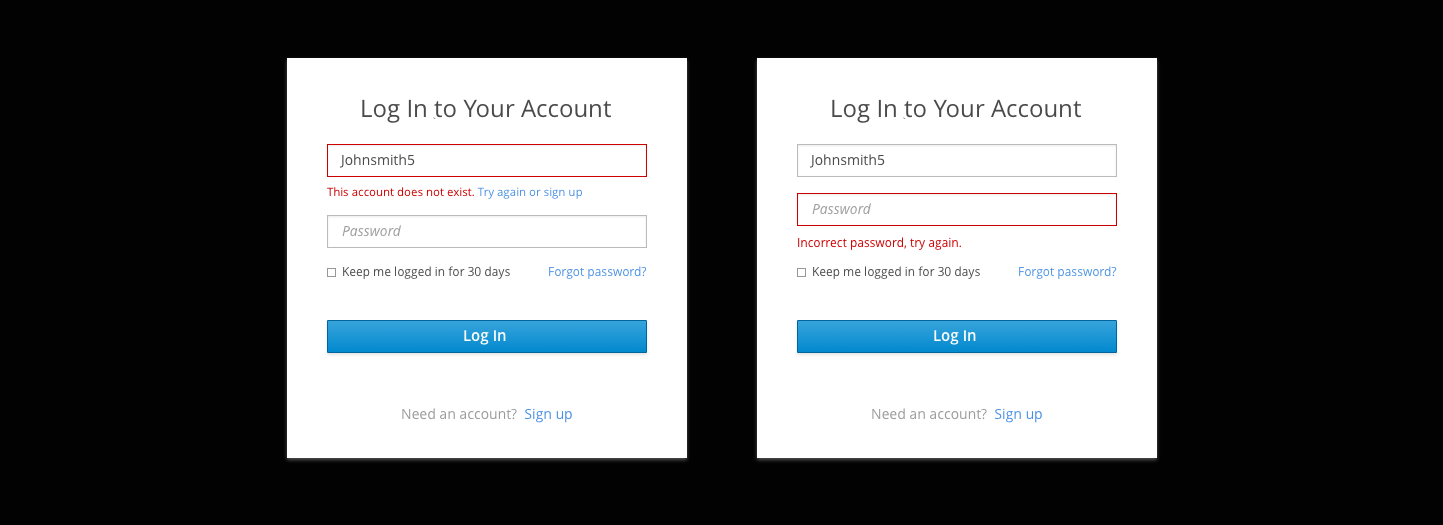 Log In to Your Account
Johnsmith5
This account does not exist. Try again or sign up
Password
Keep me logged in for 30 days Forgot password?
Log In
Need an account? Sign up
Log In to Your Account
Johnsmith5
Password
Incorrect password, try again.
Keep me logged in for 30 days Forgot password?
Log In
Need an account? Sign up